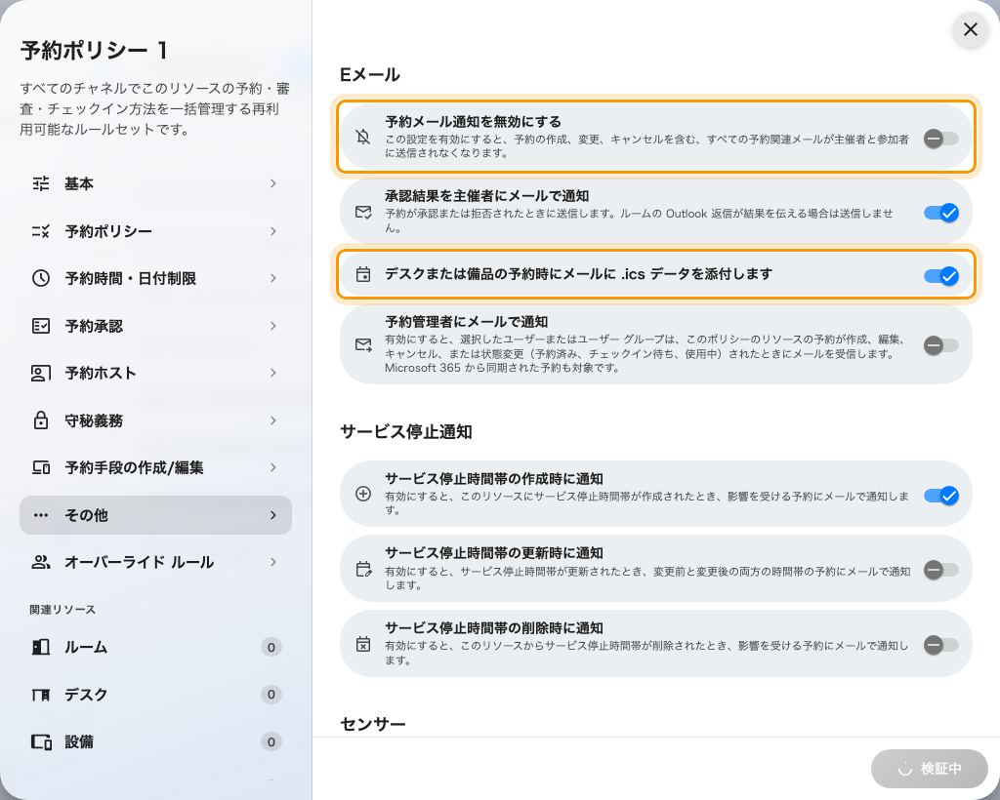 予約ポリシー 1
すべてのチャネルでこのリソースの予約・審
査・チェックイン方法を一括管理する再利
用可能なルールセットです。
基本
予約ポリシー
予約時間・日付制限
予約承認
予約ホスト
守秘義務
予約手段の作成/編集
その他
オーバーライド ルール
関連リソース
ルーム 0
デスク 0
設備 0
Eメール
予約メール通知を無効にする
この設定を有効にすると、予約の作成、変更、キャンセルを含む、すべての予約関連メールが主催者と参加者
に送信されなくなります。
承認結果を主催者にメールで通知
予約が承認または拒否されたときに送信します。ルームの Outlook 返信が結果を伝える場合は送信しませ
ん。
デスクまたは備品の予約時にメールに .ics データを添付します
予約管理者にメールで通知
有効にすると、選択したユーザーまたはユーザー グループは、このポリシーのリソースの予約が作成、編集、
キャンセル、または状態変更（予約済み、チェックイン待ち、使用中）されたときにメールを受信します。
Microsoft 365 から同期された予約も対象です。
サービス停止通知
サービス停止時間帯の作成時に通知
有効にすると、このリソースにサービス停止時間帯が作成されたとき、影響を受ける予約にメールで通知しま
す。
サービス停止時間帯の更新時に通知
有効にすると、サービス停止時間帯が更新されたとき、変更前と変更後の両方の時間帯の予約にメールで通知
します。
サービス停止時間帯の削除時に通知
有効にすると、このリソースからサービス停止時間帯が削除されたとき、影響を受ける予約にメールで通知し
ます。
センサー
検証中